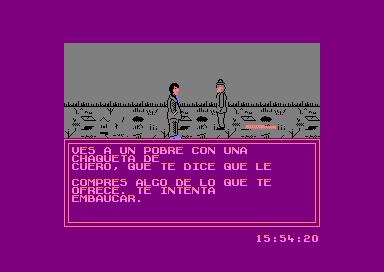 VES A UN POBRE CON UNA
CHAQUETA DE
CUERO, QUE TE DICE QUE LE
COMPRES ALGO DE LO QUE TE
OFRECE. TE INTENTA
EMBAUCAR.
15:54:20